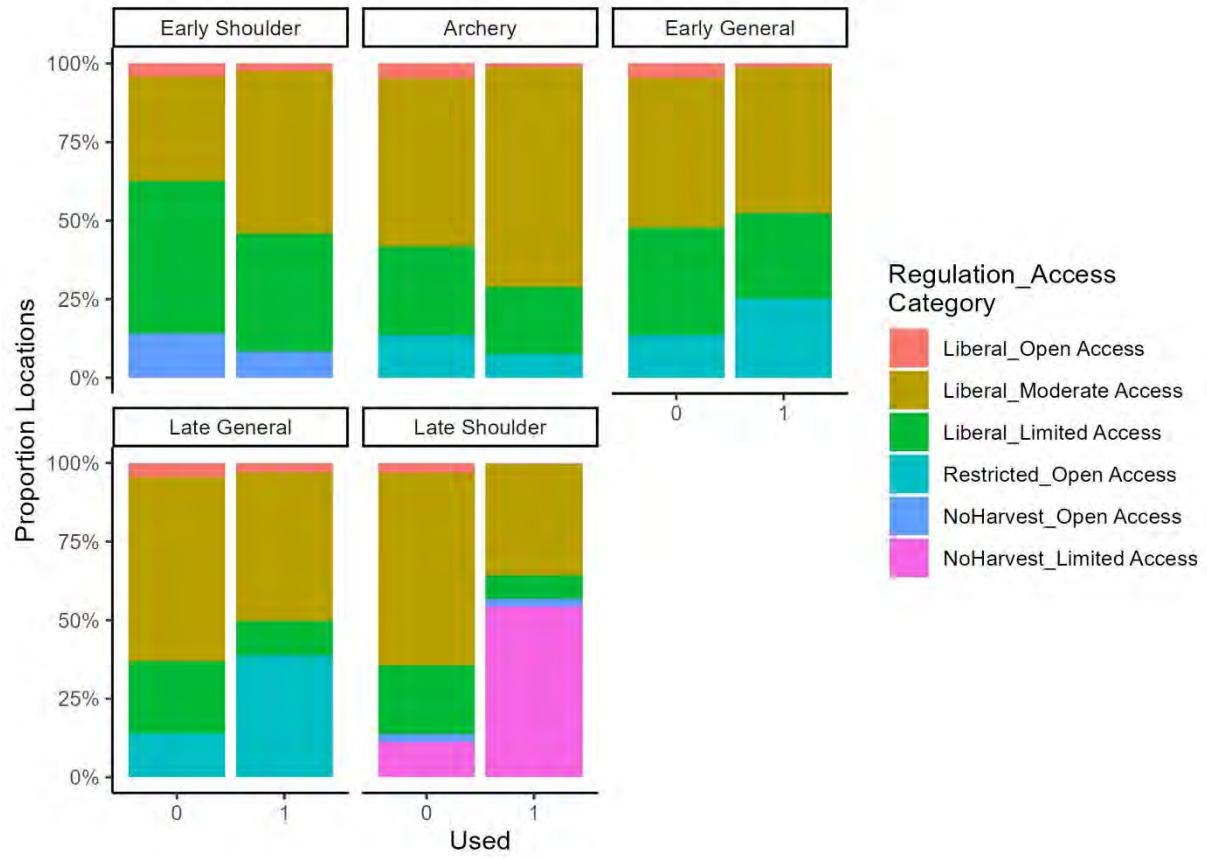 Early Shoulder
Archery
Early General
100%
75%
50%
25%
0%
0 1
Late General
Late Shoulder
100%
75%
50%
25%
0%
0 1
0 1
Proportion Locations
Used
Regulation_Access
Category
Liberal_Open Access
Liberal_Moderate Access
Liberal_Limited Access
Restricted_Open Access
NoHarvest_Open Access
NoHarvest_Limited Access